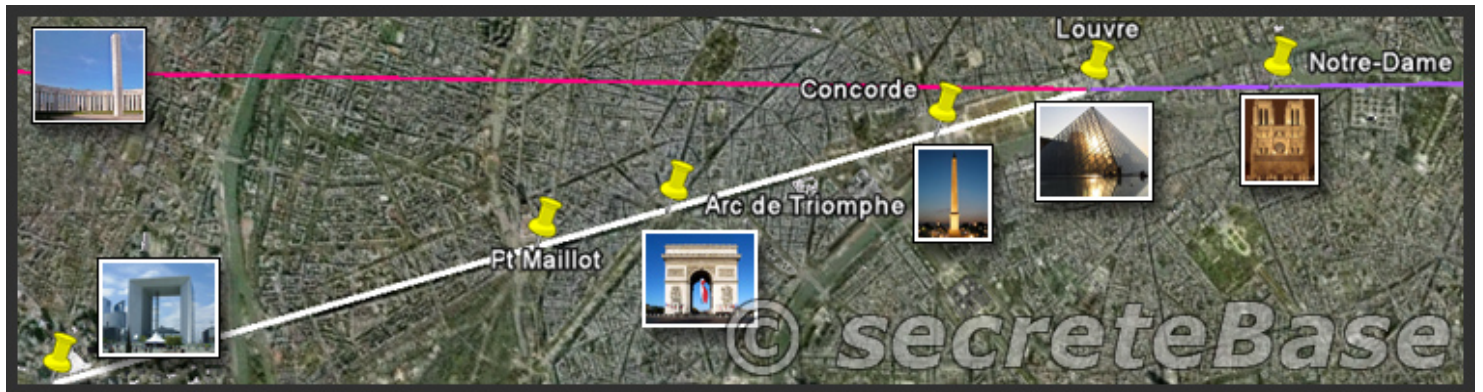 Louvre
Notre-Dame
Concorde
Arc de Triomphe
Pt Maillot
© secreteBase